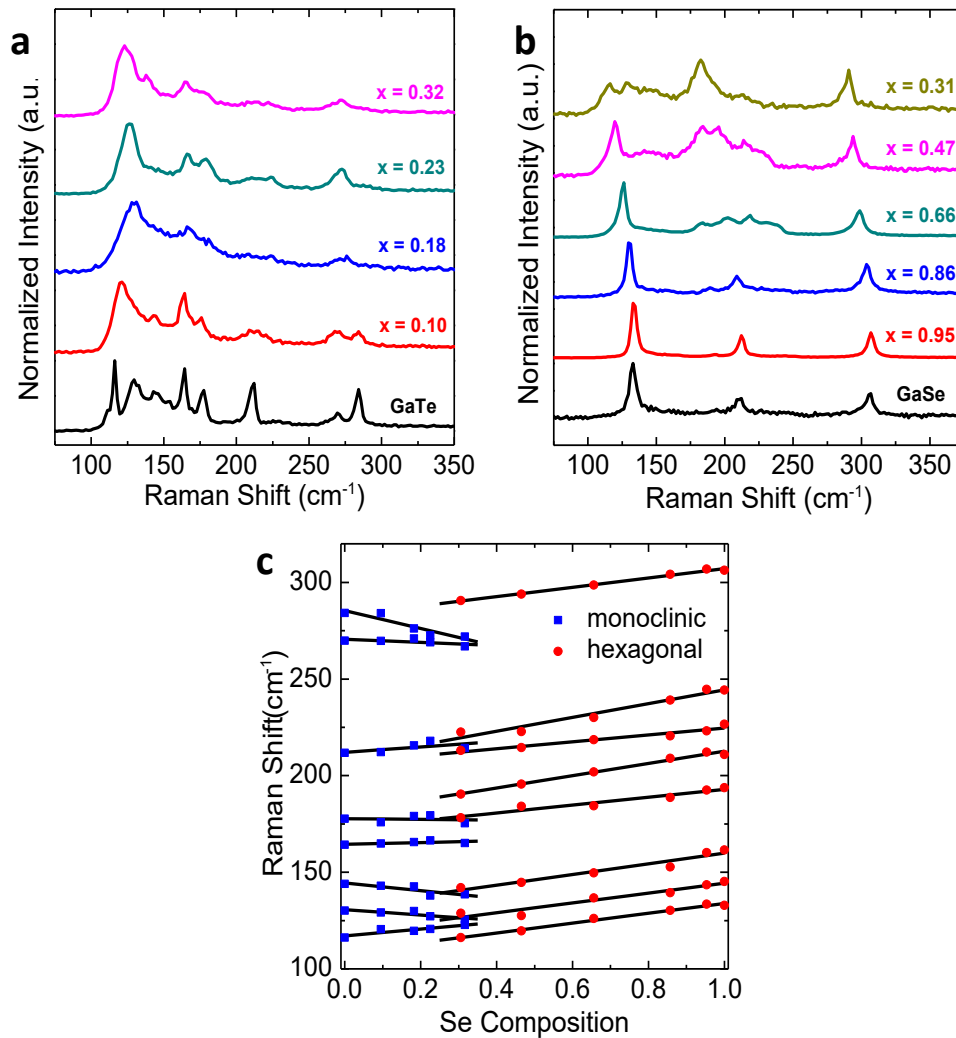 a
Normalized Intensity (a.u.)
x = 0.32
x = 0.23
x = 0.18
x = 0.10
GaTe
100 150 200 250 300 350
Raman Shift (cm⁻¹)
b
Normalized Intensity (a.u.)
x = 0.31
x = 0.47
x = 0.66
x = 0.86
x = 0.95
GaSe
100 150 200 250 300 350
Raman Shift (cm⁻¹)
c
Raman Shift(cm⁻¹)
300
250
200
150
100
monoclinic
hexagonal
0.0 0.2 0.4 0.6 0.8 1.0
Se Composition